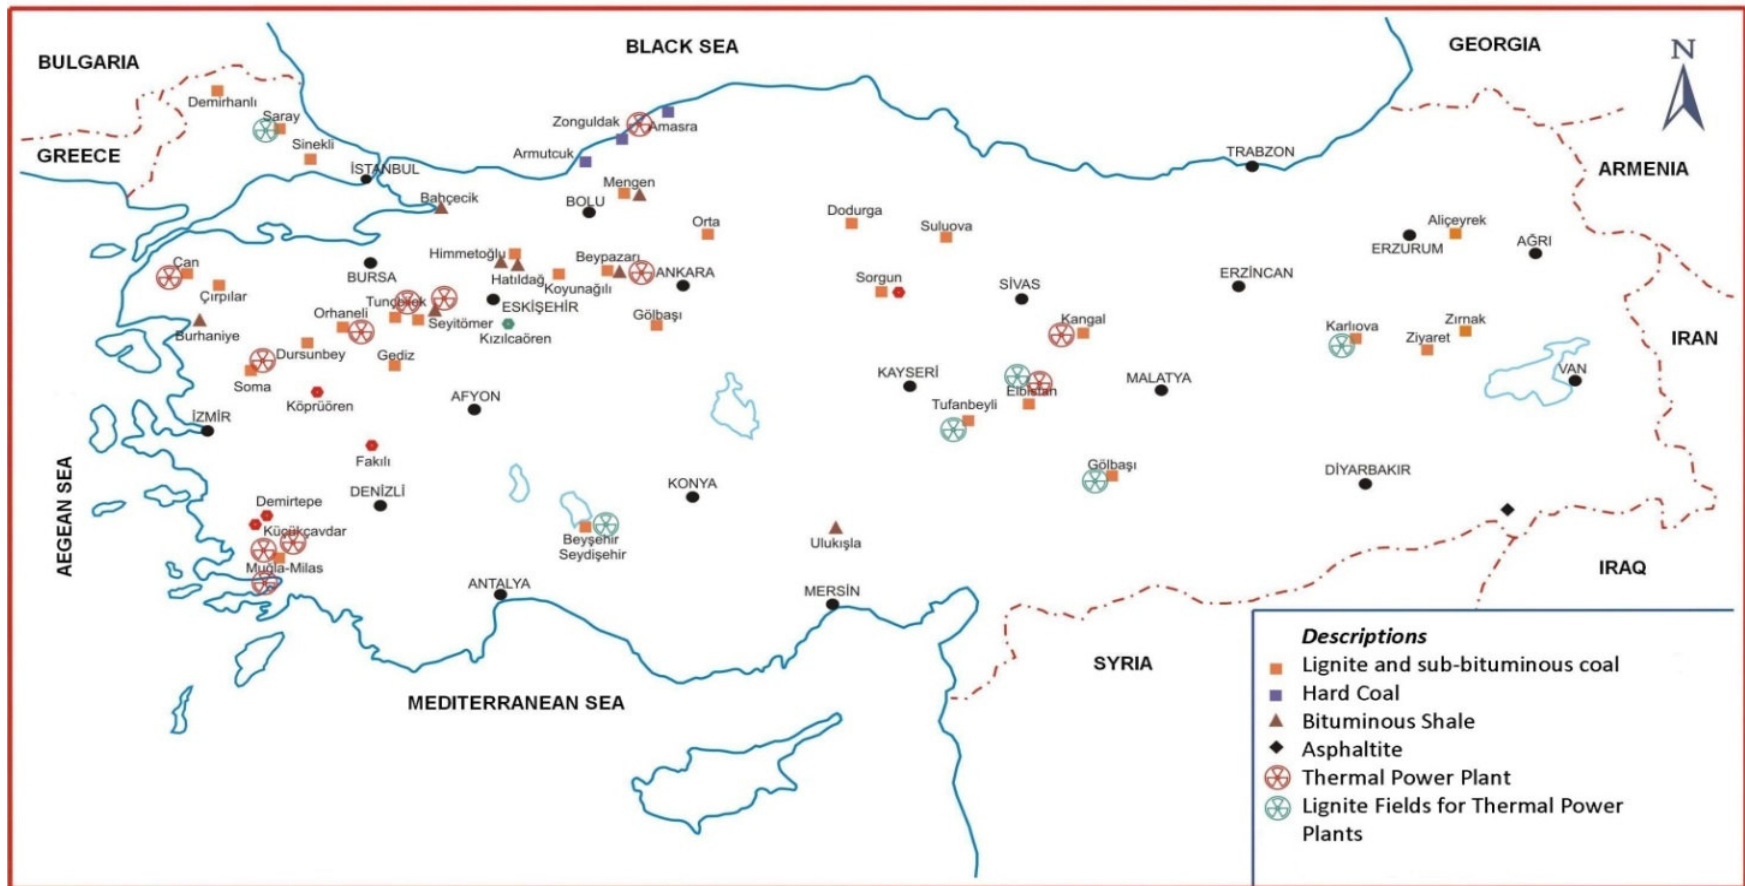 BULGARIA
BLACK SEA
GEORGIA
N
Demirhanlı
Saray
Sinekli
GREECE
İSTANBUL
Zonguldak
Amasra
Armutcuk
TRABZON
ARMENIA
Bahçecik
Mengen
BOLU
Orta
Dodurga
Suluova
Aliçeyrek
ERZURUM
AĞRI
Can
Çırpılar
BURSA
Himmetoğlu
Hatıldağ
Koyunağılı
Beypazarı
ANKARA
Sorgun
SİVAS
ERZİNCAN
Burhaniye
Orhaneli
Tunçbilek
Seyitömer
ESKİŞEHİR
Kızılcaören
Gölbaşı
Kangal
Karlıova
Ziyaret
Zırnak
IRAN
Dursunbey
Gediz
Soma
Köprüören
AFYON
KAYSERİ
Elbistan
Tufanbeyli
MALATYA
VAN
İZMİR
Fakılı
AEGEAN SEA
DENİZLİ
KONYA
Gölbaşı
DİYARBAKIR
Demirtepe
Küçükçavdar
Muğla-Milas
Beyşehir
Seydişehir
Ulukışla
ANTALYA
MERSİN
IRAQ
SYRIA
MEDITERRANEAN SEA
Descriptions
Lignite and sub-bituminous coal
Hard Coal
Bituminous Shale
Asphaltite
Thermal Power Plant
Lignite Fields for Thermal Power
Plants